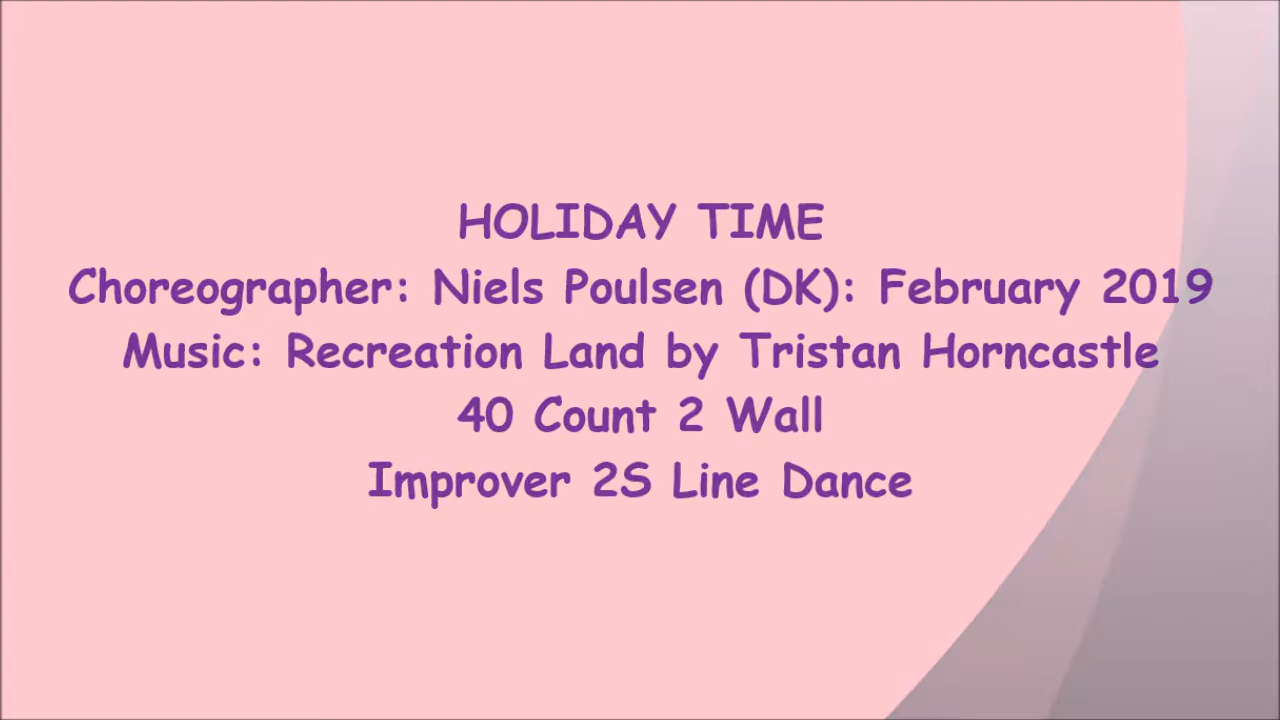 HOLIDAY TIME
Choreographer: Niels Poulsen (DK): February 2019
Music: Recreation Land by Tristan Horncastle
40 Count 2 Wall
Improver 2S Line Dance